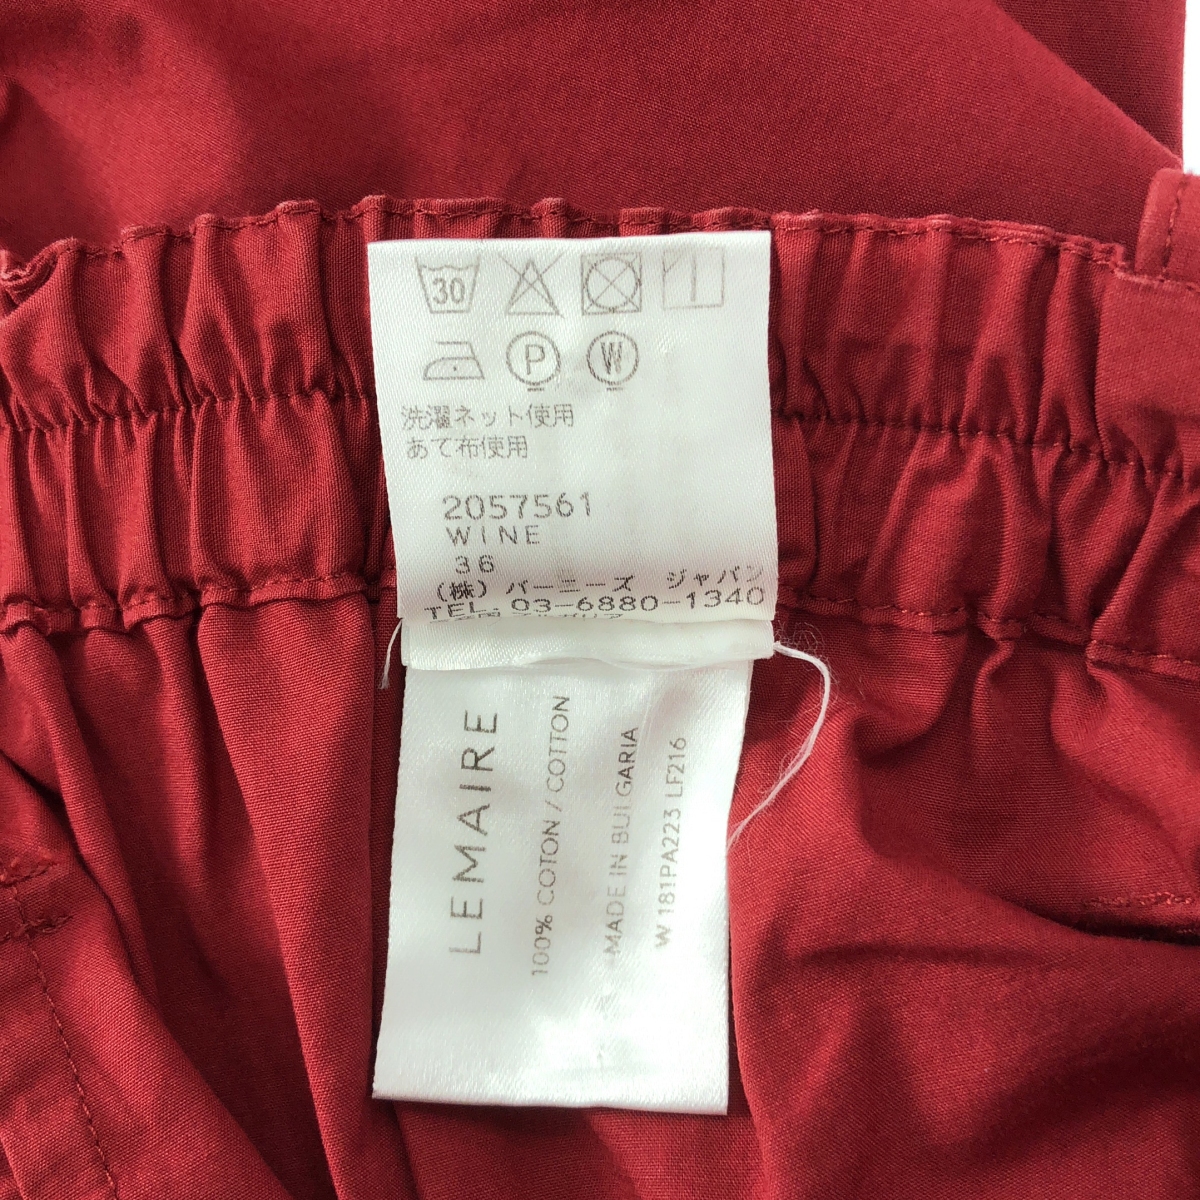 30
P W
洗濯ネット使用
あて布使用
2057561
WINE
36
(株) バーニーズ ジャパン
TEL. 03-6880-1340
LEMAIRE
100% COTON / COTTON
MADE IN BULGARIA
W 181PA223 LF216